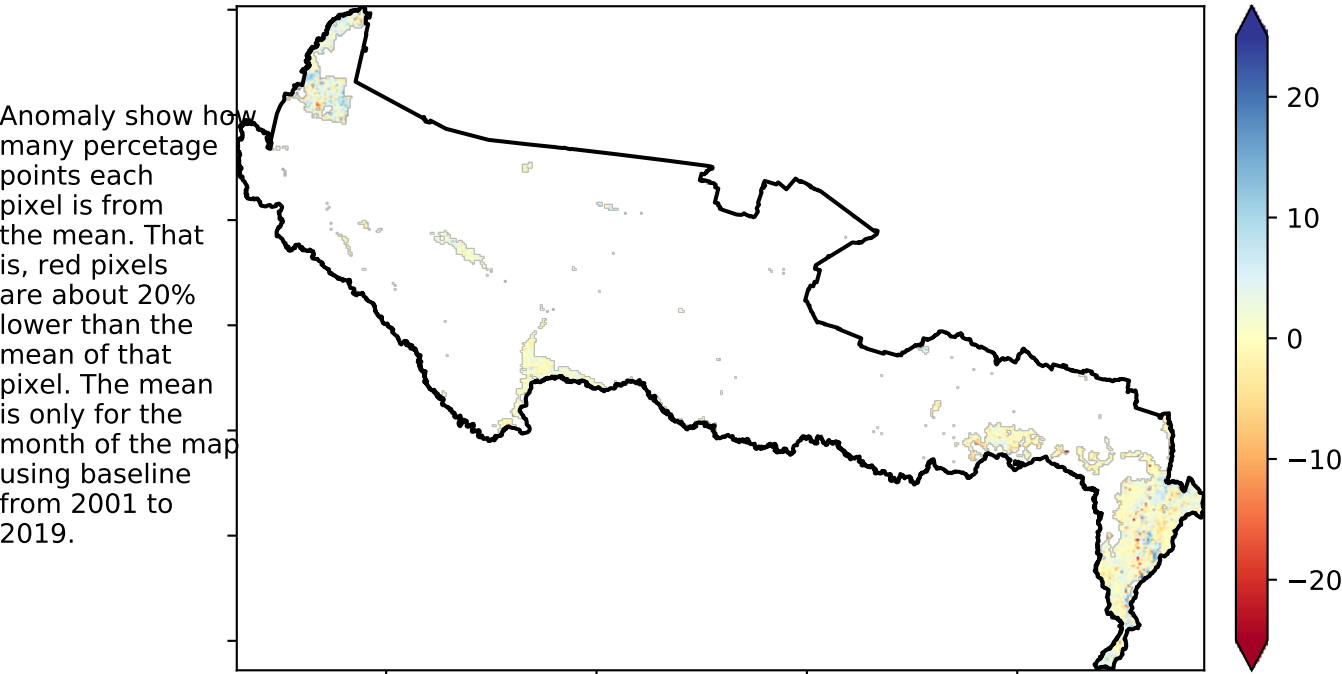 Anomaly show how
many percetage
points each
pixel is from
the mean. That
is, red pixels
are about 20%
lower than the
mean of that
pixel. The mean
is only for the
month of the map
using baseline
from 2001 to
2019.
20
10
0
−10
−20